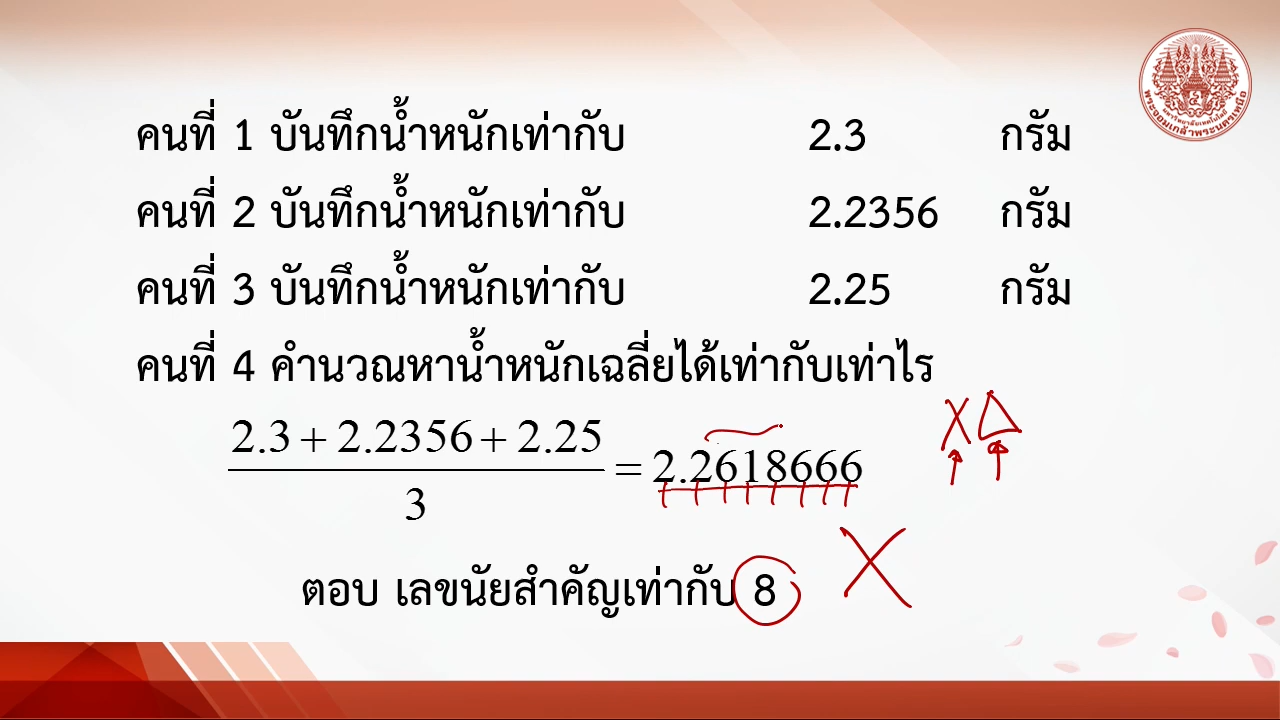 คนที่ 1 บันทึกน้ำหนักเท่ากับ 2.3 กรัม
คนที่ 2 บันทึกน้ำหนักเท่ากับ 2.2356 กรัม
คนที่ 3 บันทึกน้ำหนักเท่ากับ 2.25 กรัม
คนที่ 4 คำนวณหาน้ำหนักเฉลี่ยได้เท่ากับเท่าไร
2.3 + 2.2356 + 2.25
3
= 2.2618666
ตอบ เลขนัยสำคัญเท่ากับ 8